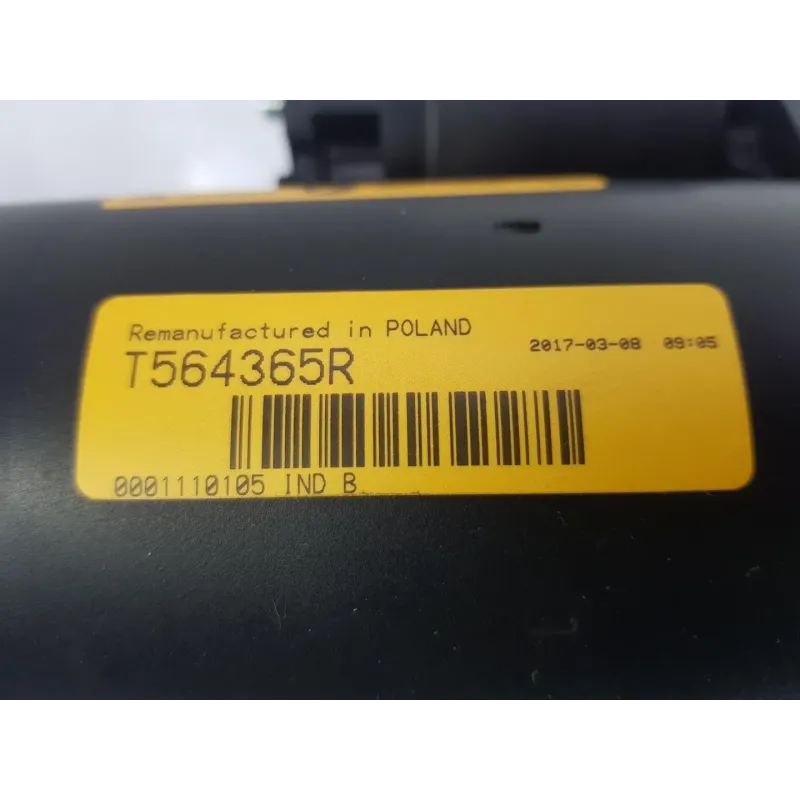 Remanufactured in POLAND
2017-03-08 09:05
T564365R
0001110105 IND B